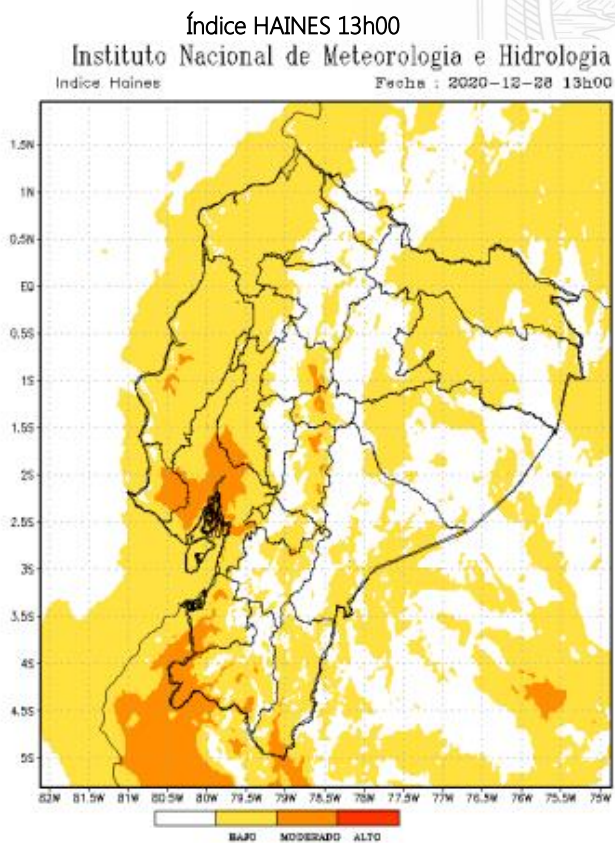 Índice HAINES 13h00
Instituto Nacional de Meteorologia e Hidrologia
Indice Haines Fecha : 2020-12-28 13h00
1.5N
1N
0.5N
EQ
0.5S
1S
1.5S
2S
2.5S
3S
3.5S
4S
4.5S
5S
82W 81.5W 81W 80.5W 80W 79.5W 79W 78.5W 78W 77.5W 77W 76.5W 76W 75.5W 75W
BAJO MODERADO ALTO